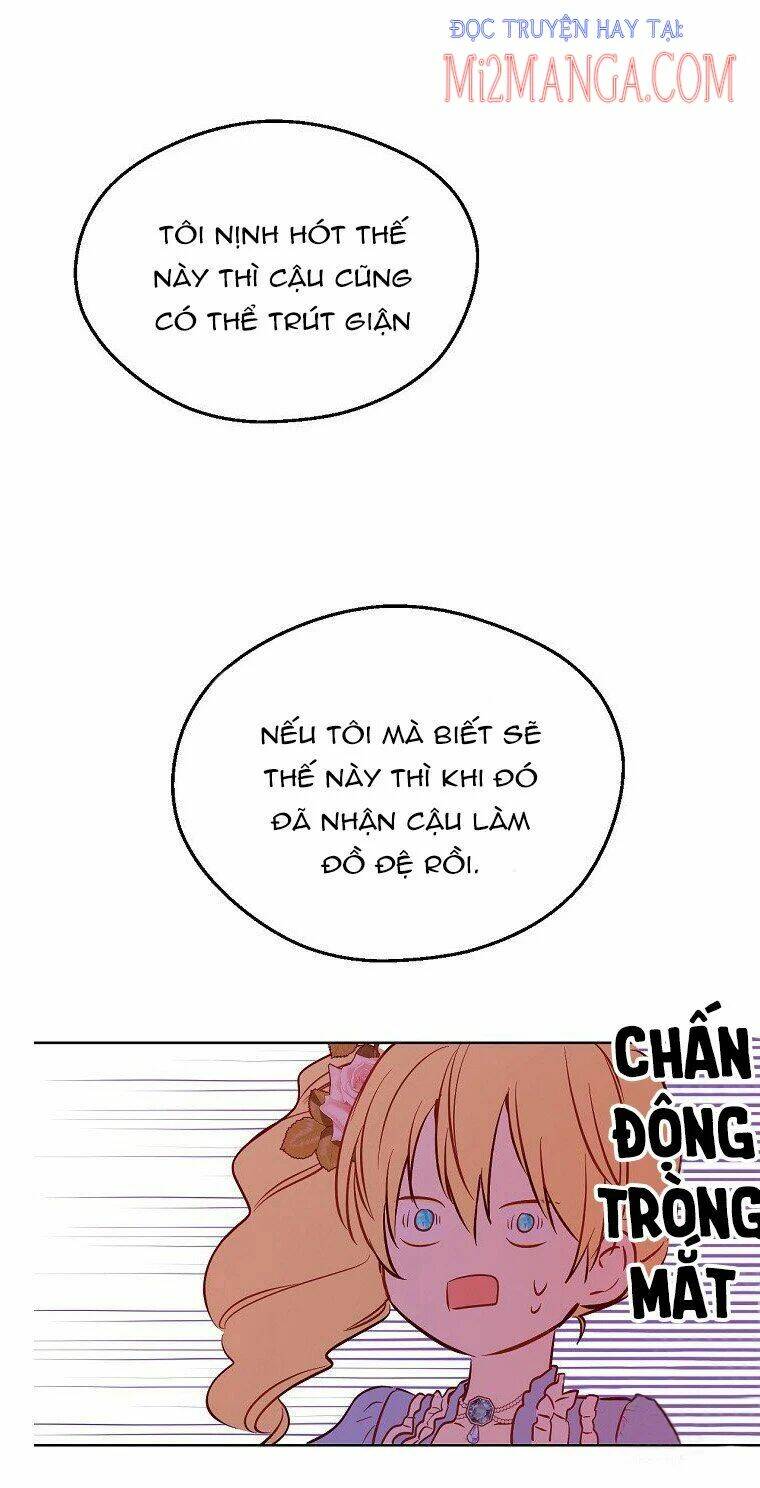 ĐỌC TRUYỆN HAY TẠI:
MI2MANGA.COM
TÔI NỊNH HÓT THẾ
NÀY THÌ CẬU CŨNG
CÓ THỂ TRÚT GIẬN
NẾU TÔI MÀ BIẾT SẼ
THẾ NÀY THÌ KHI ĐÓ
ĐÃ NHẬN CẬU LÀM
ĐỒ ĐỆ RỒI.
CHẤN
ĐỘNG
TRÒNG
MẮT